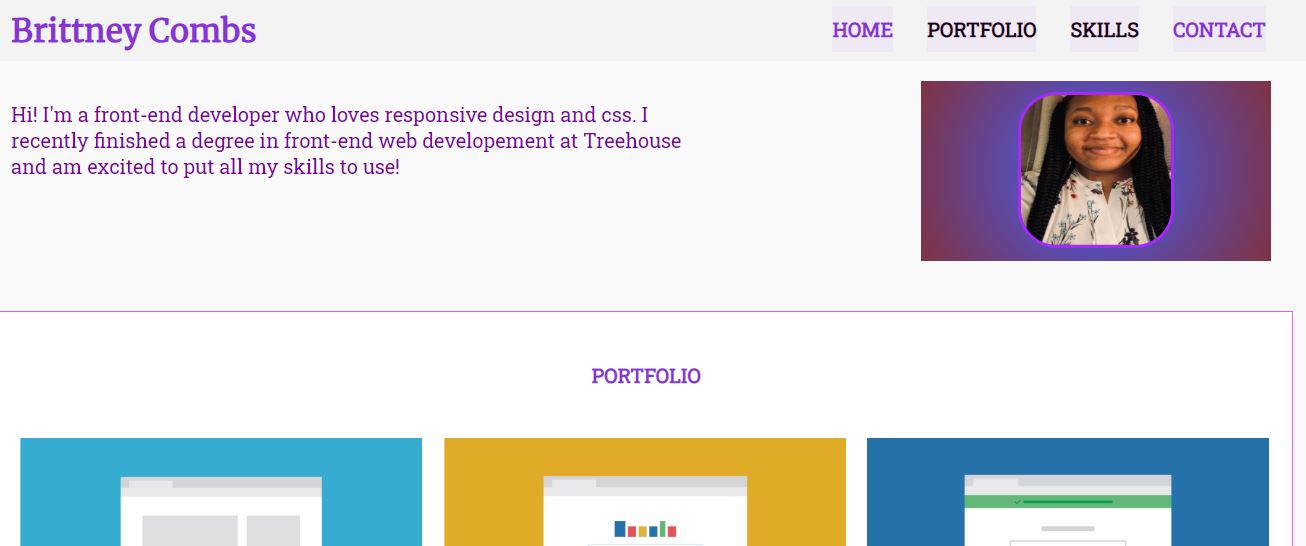 Brittney Combs
HOME PORTFOLIO SKILLS CONTACT
Hi! I'm a front-end developer who loves responsive design and css. I
recently finished a degree in front-end web developement at Treehouse
and am excited to put all my skills to use!
PORTFOLIO